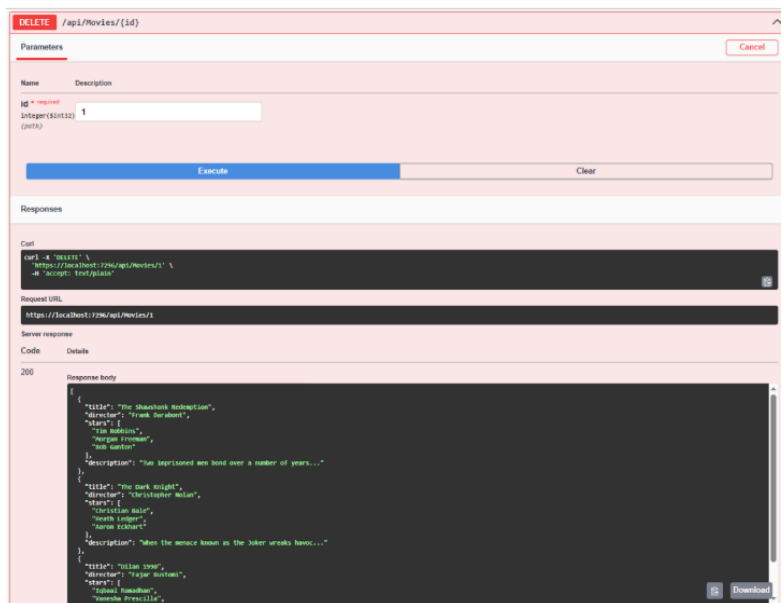 DELETE /api/Movies/{id}
Parameters
Cancel
Name Description
id * required
integer($int32)
(path)
1
Execute Clear
Responses
Curl
curl -X 'DELETE' \
'https://localhost:7296/api/Movies/1' \
-H 'accept: text/plain'
Request URL
https://localhost:7296/api/Movies/1
Server response
Code Details
200
Response body
[
{
"title": "The Shawshank Redemption",
"director": "Frank Darabont",
"stars": [
"Tim Robbins",
"Morgan Freeman",
"Bob Gunton"
],
"description": "Two imprisoned men bond over a number of years..."
},
{
"title": "The Dark Knight",
"director": "Christopher Nolan",
"stars": [
"Christian Bale",
"Heath Ledger",
"Aaron Eckhart"
],
"description": "When the menace known as the Joker wreaks havoc..."
},
{
"title": "Dilan 1990",
"director": "Fajar Bustomi",
"stars": [
"Iqbaal Ramadhan",
"Vanesha Prescilla",
Download